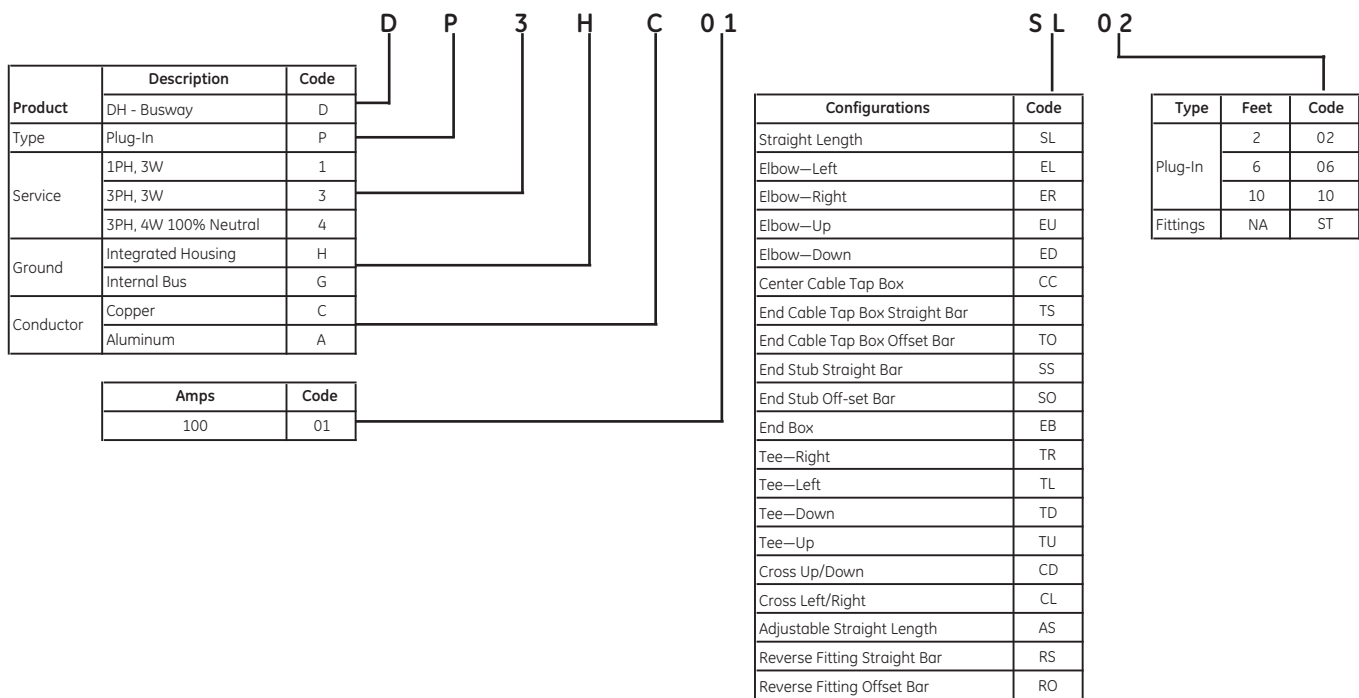 D P 3 H C 0 1 S L 0 2
Description Code
Product DH - Busway D
Type Plug-In P
Service
1PH, 3W 1
3PH, 3W 3
3PH, 4W 100% Neutral 4
Ground
Integrated Housing H
Internal Bus G
Conductor
Copper C
Aluminum A
Amps Code
100 01
Configurations Code
Straight Length SL
Elbow—Left EL
Elbow—Right ER
Elbow—Up EU
Elbow—Down ED
Center Cable Tap Box CC
End Cable Tap Box Straight Bar TS
End Cable Tap Box Offset Bar TO
End Stub Straight Bar SS
End Stub Off-set Bar SO
End Box EB
Tee—Right TR
Tee—Left TL
Tee—Down TD
Tee—Up TU
Cross Up/Down CD
Cross Left/Right CL
Adjustable Straight Length AS
Reverse Fitting Straight Bar RS
Reverse Fitting Offset Bar RO
Type Feet Code
Plug-In
2 02
6 06
10 10
Fittings NA ST